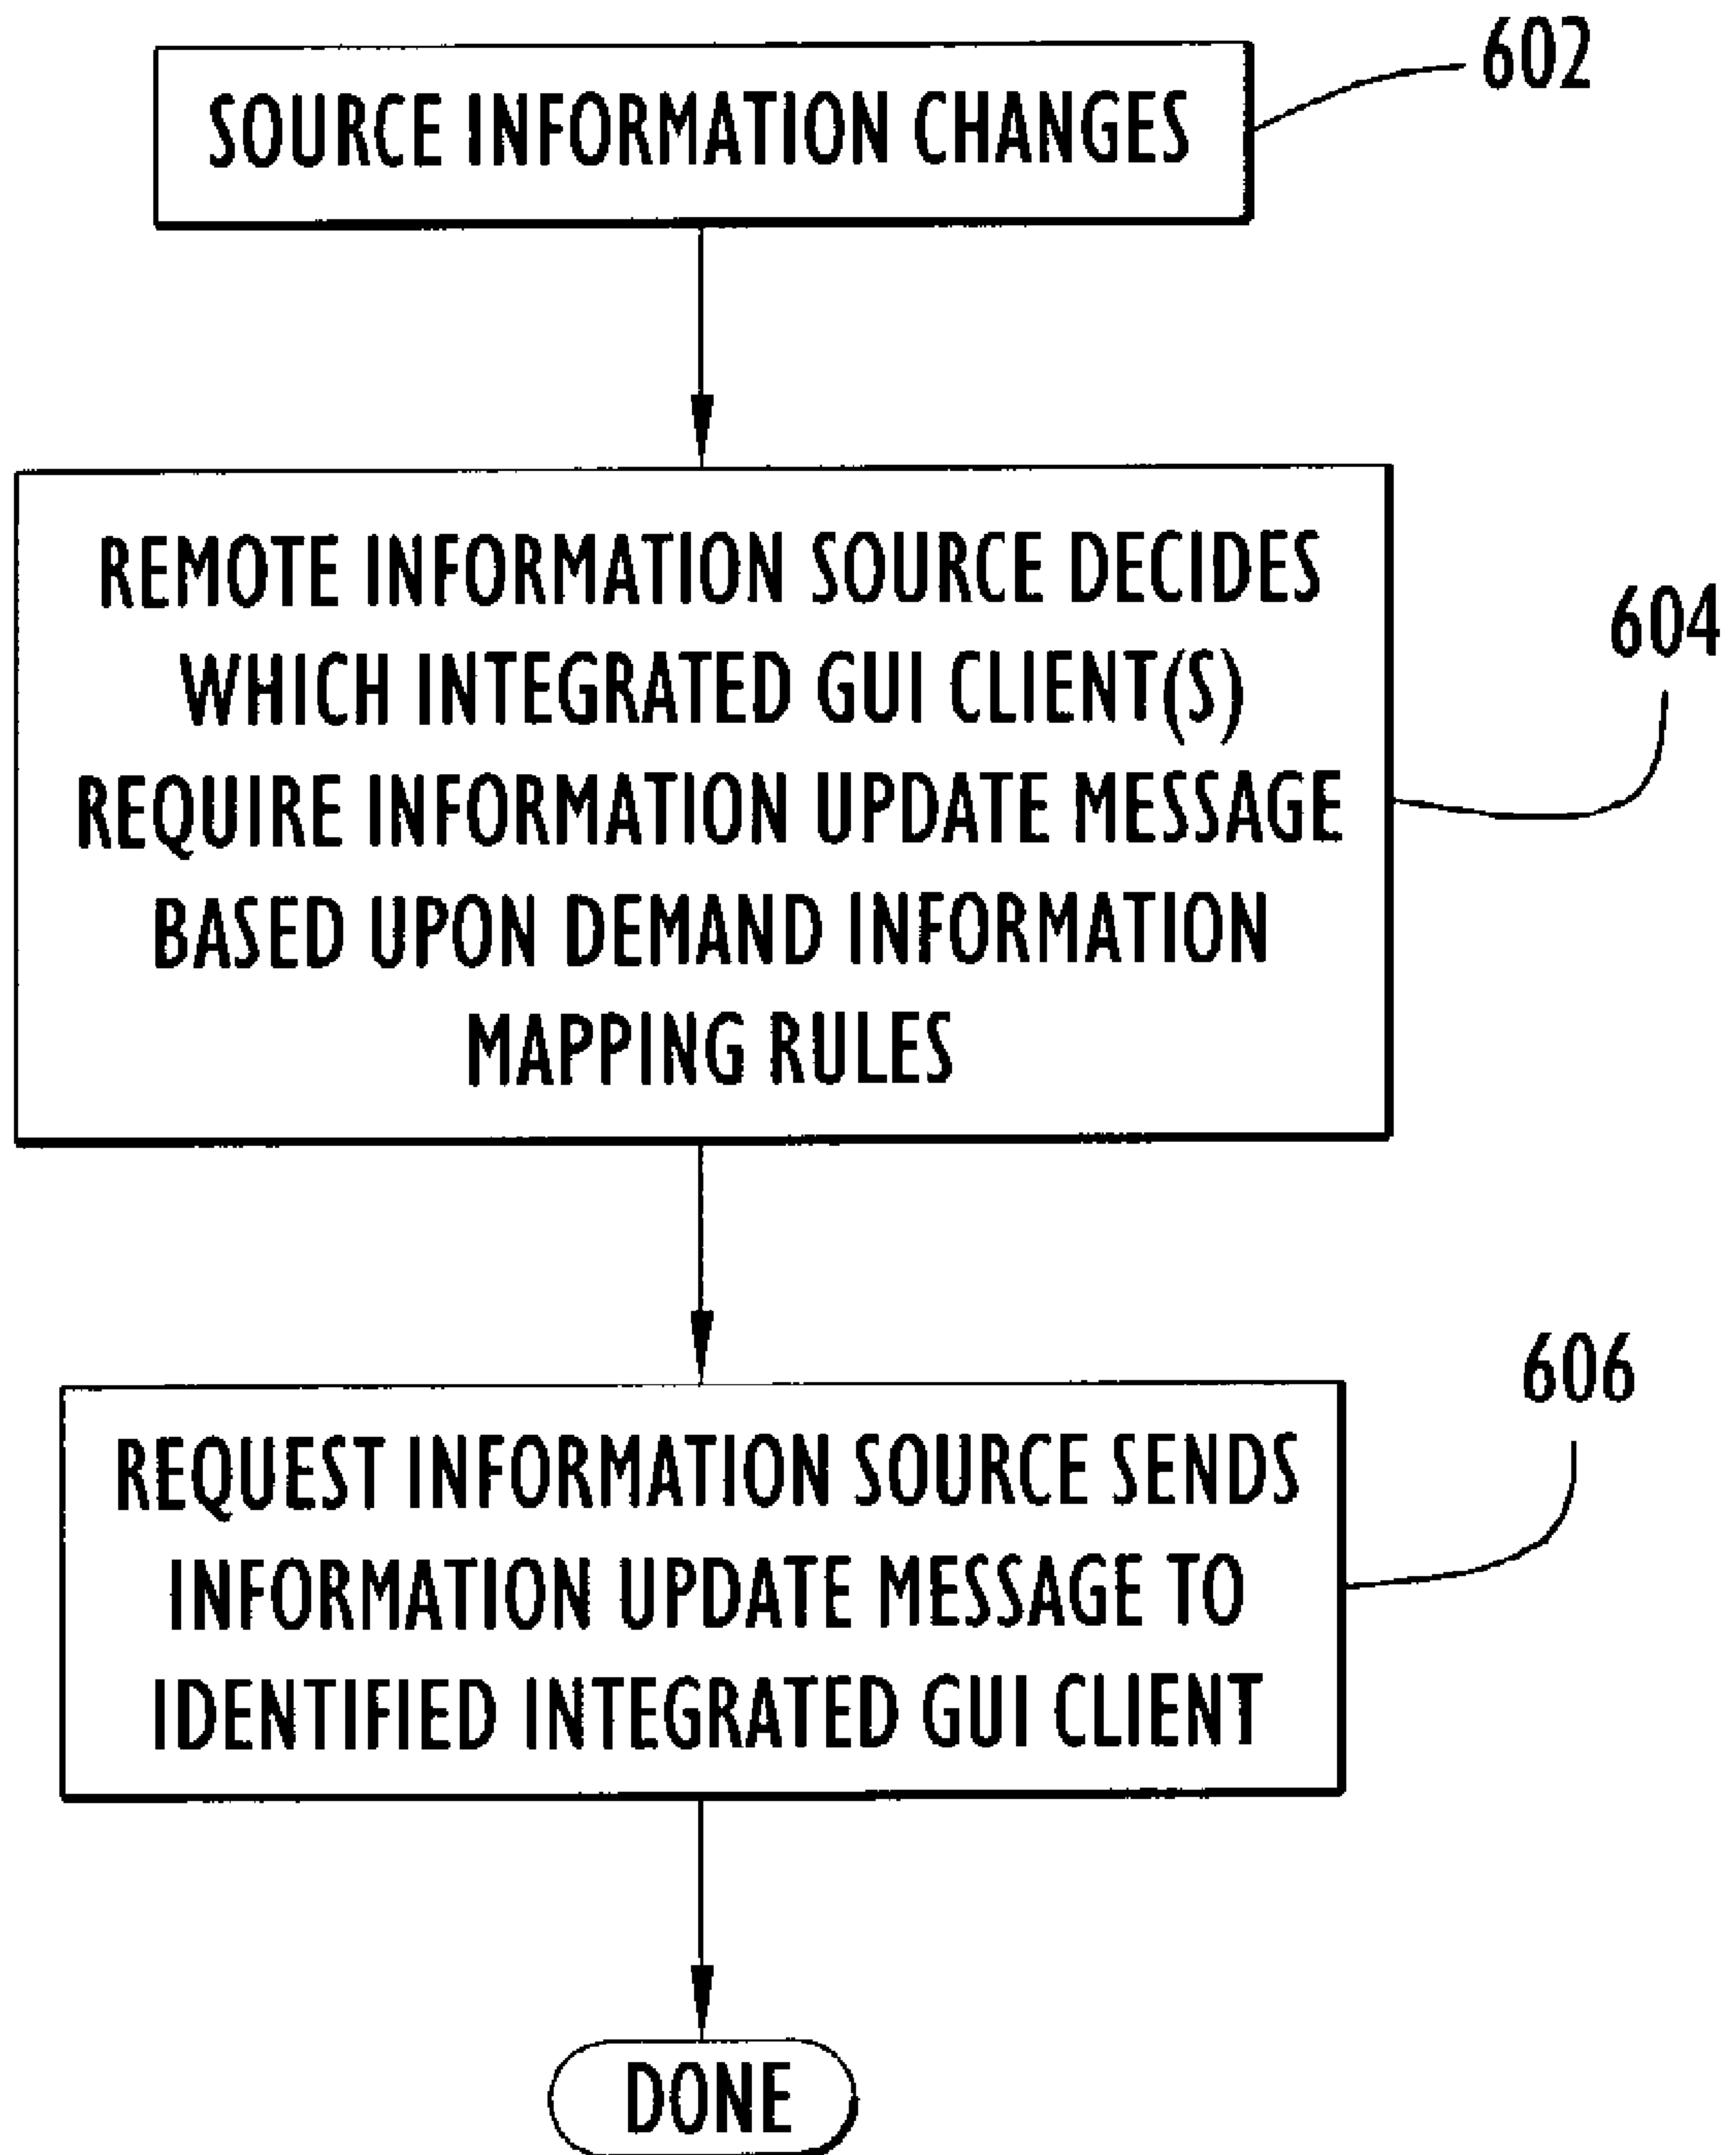 SOURCE INFORMATION CHANGES
602
REMOTE INFORMATION SOURCE DECIDES
WHICH INTEGRATED GUI CLIENT(S)
REQUIRE INFORMATION UPDATE MESSAGE
BASED UPON DEMAND INFORMATION
MAPPING RULES
604
REQUEST INFORMATION SOURCE SENDS
INFORMATION UPDATE MESSAGE TO
IDENTIFIED INTEGRATED GUI CLIENT
606
DONE